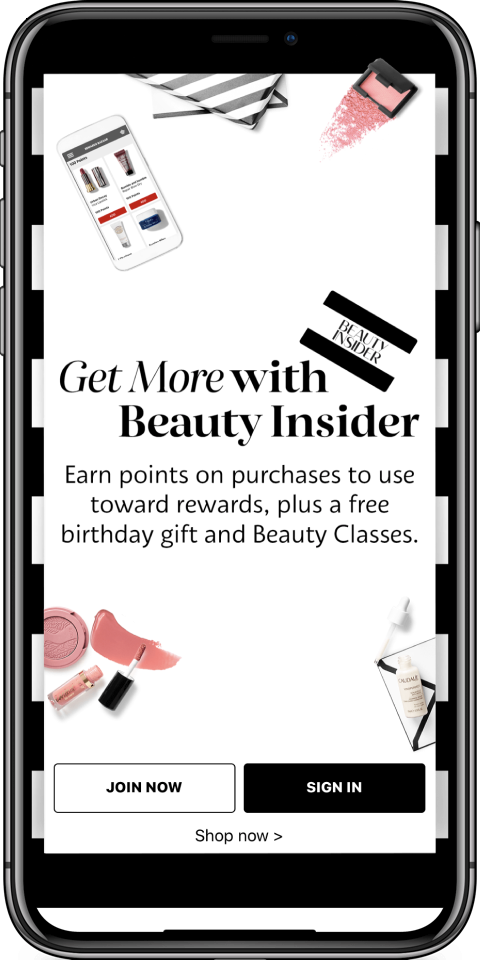 BEAUTY
INSIDER
Get More with
Beauty Insider
Earn points on purchases to use
toward rewards, plus a free
birthday gift and Beauty Classes.
CAUDALIE
JOIN NOW
SIGN IN
Shop now >